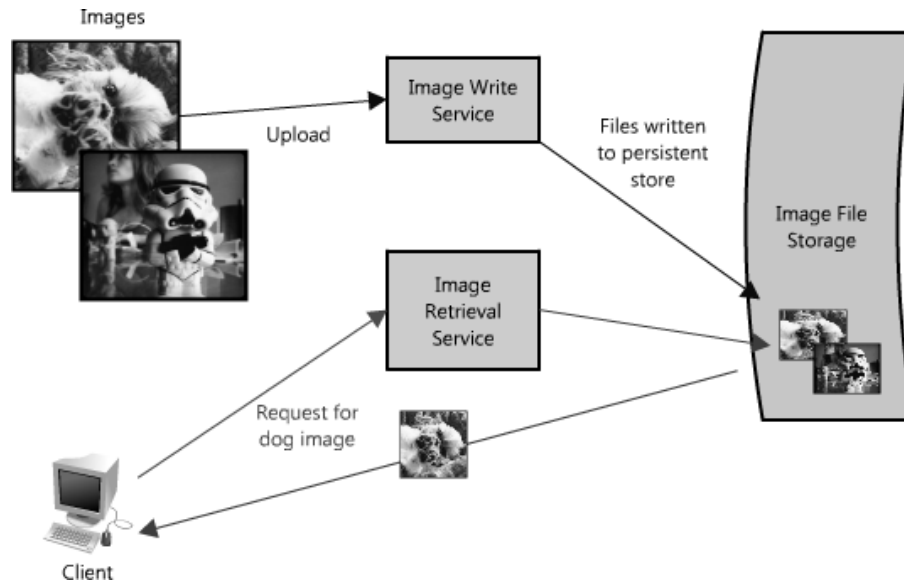 Images
Upload
Image Write
Service
Files written
to persistent
store
Image File
Storage
Image
Retrieval
Service
Request for
dog image
Client